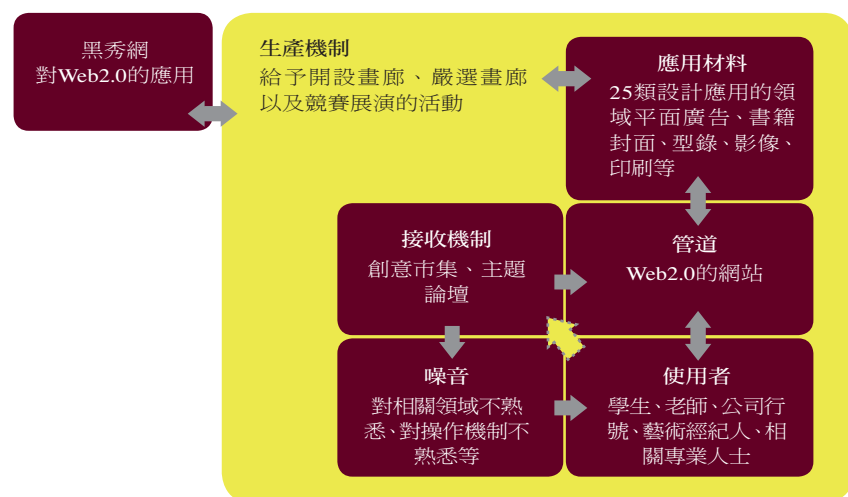 黑秀網
對Web2.0的應用
生產機制
給予開設畫廊、嚴選畫廊
以及競賽展演的活動
應用材料
25類設計應用的領
域平面廣告、書籍
封面、型錄、影像、
印刷等
接收機制
創意市集、主題
論壇
管道
Web2.0的網站
噪音
對相關領域不熟
悉、對操作機制不
熟悉等
使用者
學生、老師、公司行
號、藝術經紀人、相
關專業人士